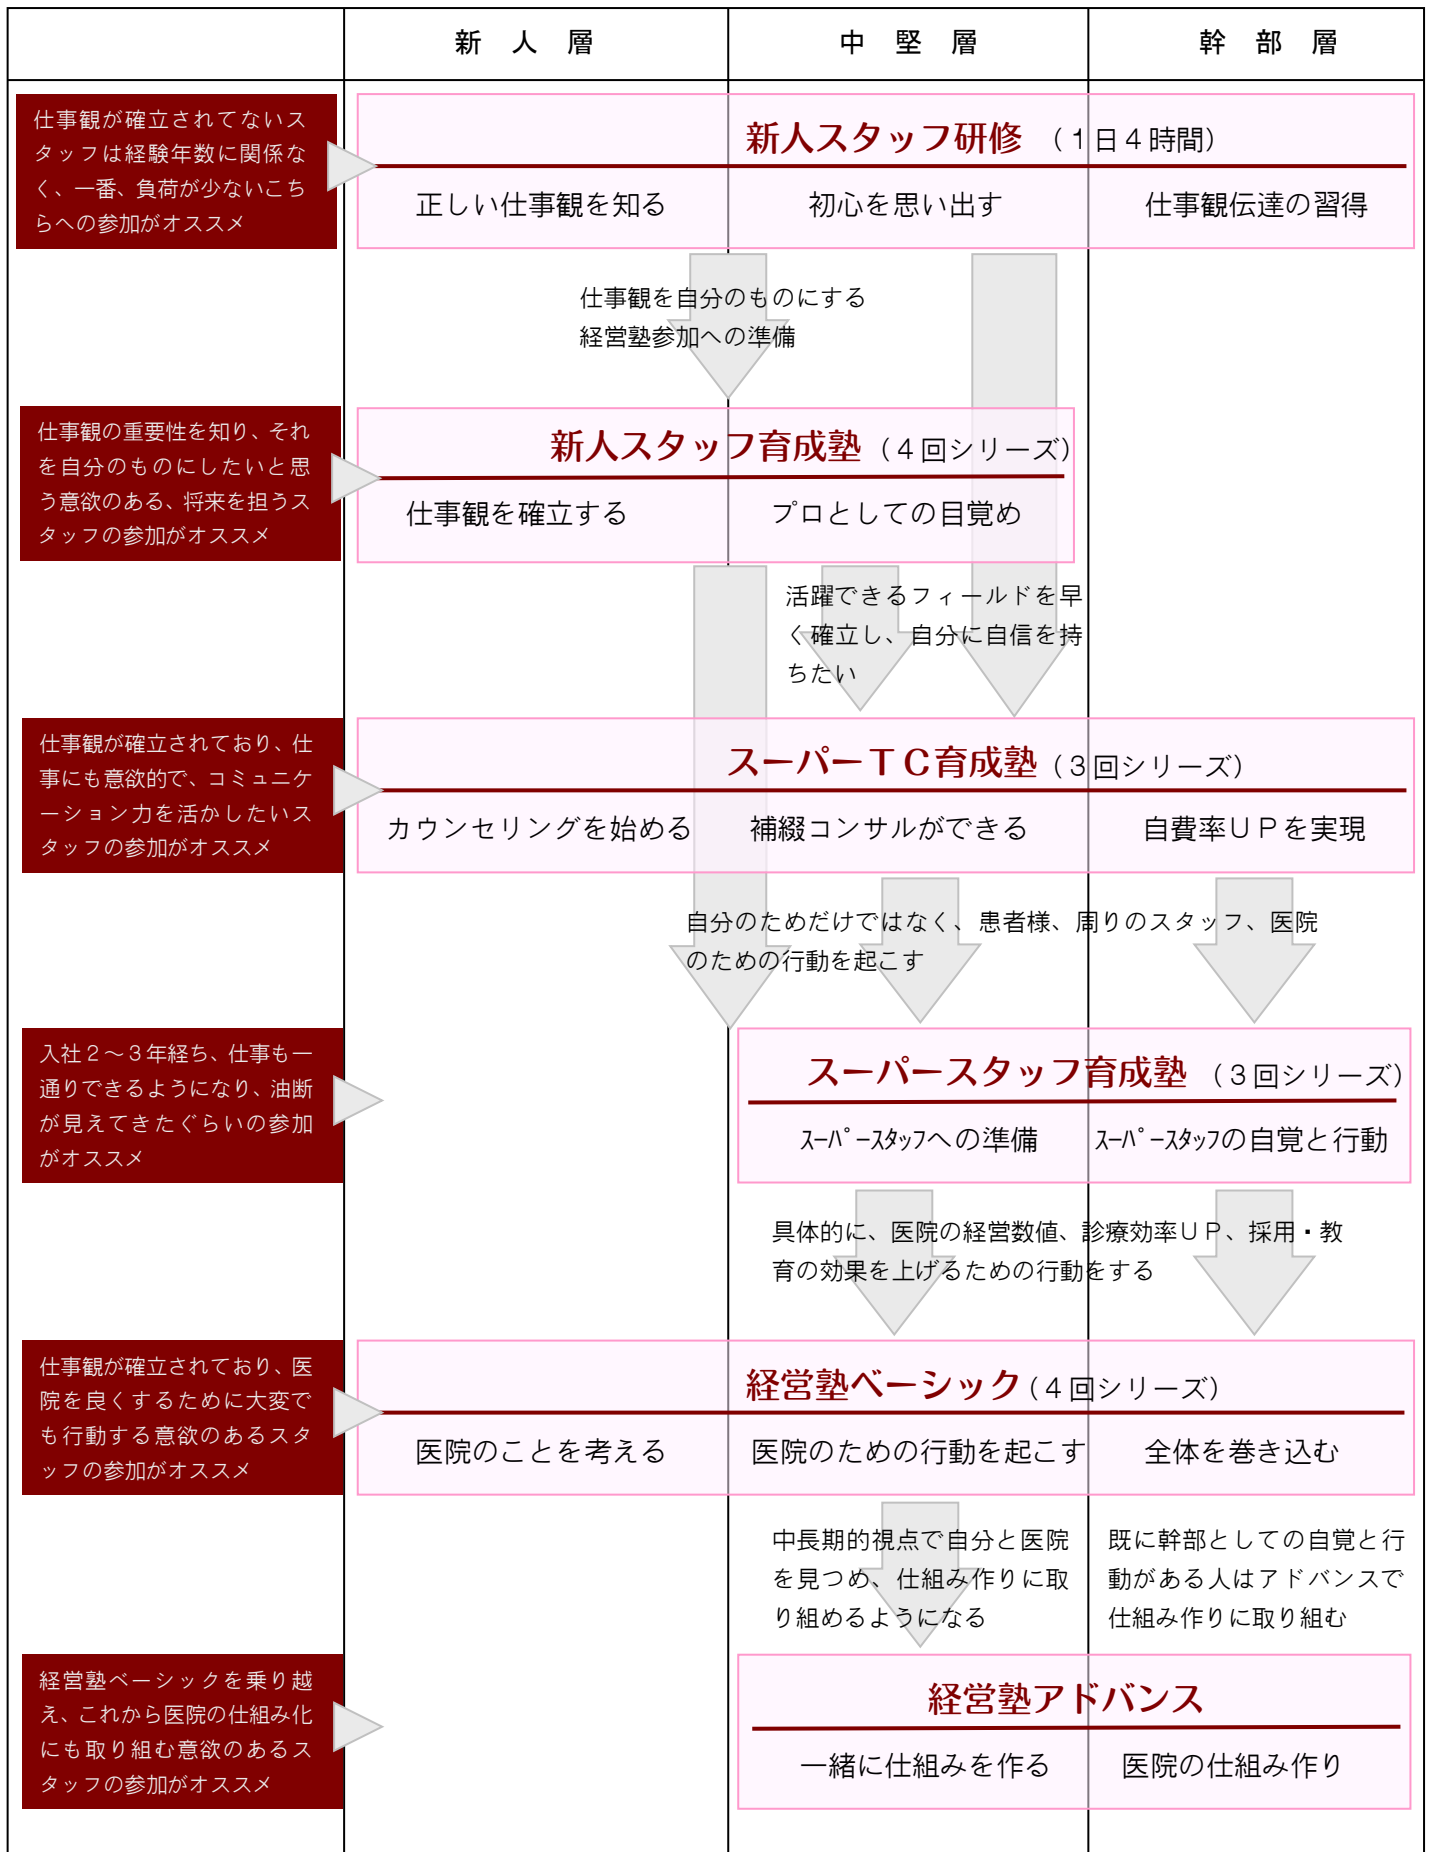 新　人　層
中　堅　層
幹　部　層
仕事観が確立されてないス
タッフは経験年数に関係な
く、一番、負荷が少ないこち
らへの参加がオススメ
新人スタッフ研修　（１日４時間）
正しい仕事観を知る
初心を思い出す
仕事観伝達の習得
仕事観を自分のものにする
経営塾参加への準備
仕事観の重要性を知り、それ
を自分のものにしたいと思
う意欲のある、将来を担うス
タッフの参加がオススメ
新人スタッフ育成塾（４回シリーズ）
仕事観を確立する
プロとしての目覚め
活躍できるフィールドを早
く確立し、自分に自信を持
ちたい
仕事観が確立されており、仕
事にも意欲的で、コミュニケ
ーション力を活かしたいス
タッフの参加がオススメ
スーパーＴＣ育成塾（３回シリーズ）
カウンセリングを始める
補綴コンサルができる
自費率ＵＰを実現
自分のためだけではなく、患者様、周りのスタッフ、医院
のための行動を起こす
入社２～３年経ち、仕事も一
通りできるようになり、油断
が見えてきたぐらいの参加
がオススメ
スーパースタッフ育成塾　（３回シリーズ）
ｽｰﾊﾟｰｽﾀｯﾌへの準備
ｽｰﾊﾟｰｽﾀｯﾌの自覚と行動
具体的に、医院の経営数値、診療効率ＵＰ、採用・教
育の効果を上げるための行動をする
仕事観が確立されており、医
院を良くするために大変で
も行動する意欲のあるスタ
ッフの参加がオススメ
経営塾ベーシック（４回シリーズ）
医院のことを考える
医院のための行動を起こす
全体を巻き込む
中長期的視点で自分と医院
を見つめ、仕組み作りに取
り組めるようになる
既に幹部としての自覚と行
動がある人はアドバンスで
仕組み作りに取り組む
経営塾ベーシックを乗り越
え、これから医院の仕組み化
にも取り組む意欲のあるス
タッフの参加がオススメ
経営塾アドバンス
一緒に仕組みを作る
医院の仕組み作り